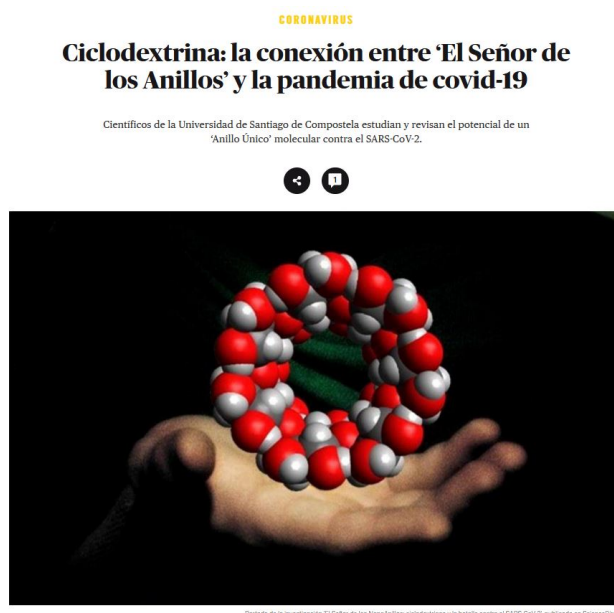 CORONAVIRUS
Ciclodextrina: la conexión entre ‘El Señor de
los Anillos’ y la pandemia de covid-19
Científicos de la Universidad de Santiago de Compostela estudian y revisan el potencial de un
‘Anillo Único’ molecular contra el SARS-CoV-2.
1